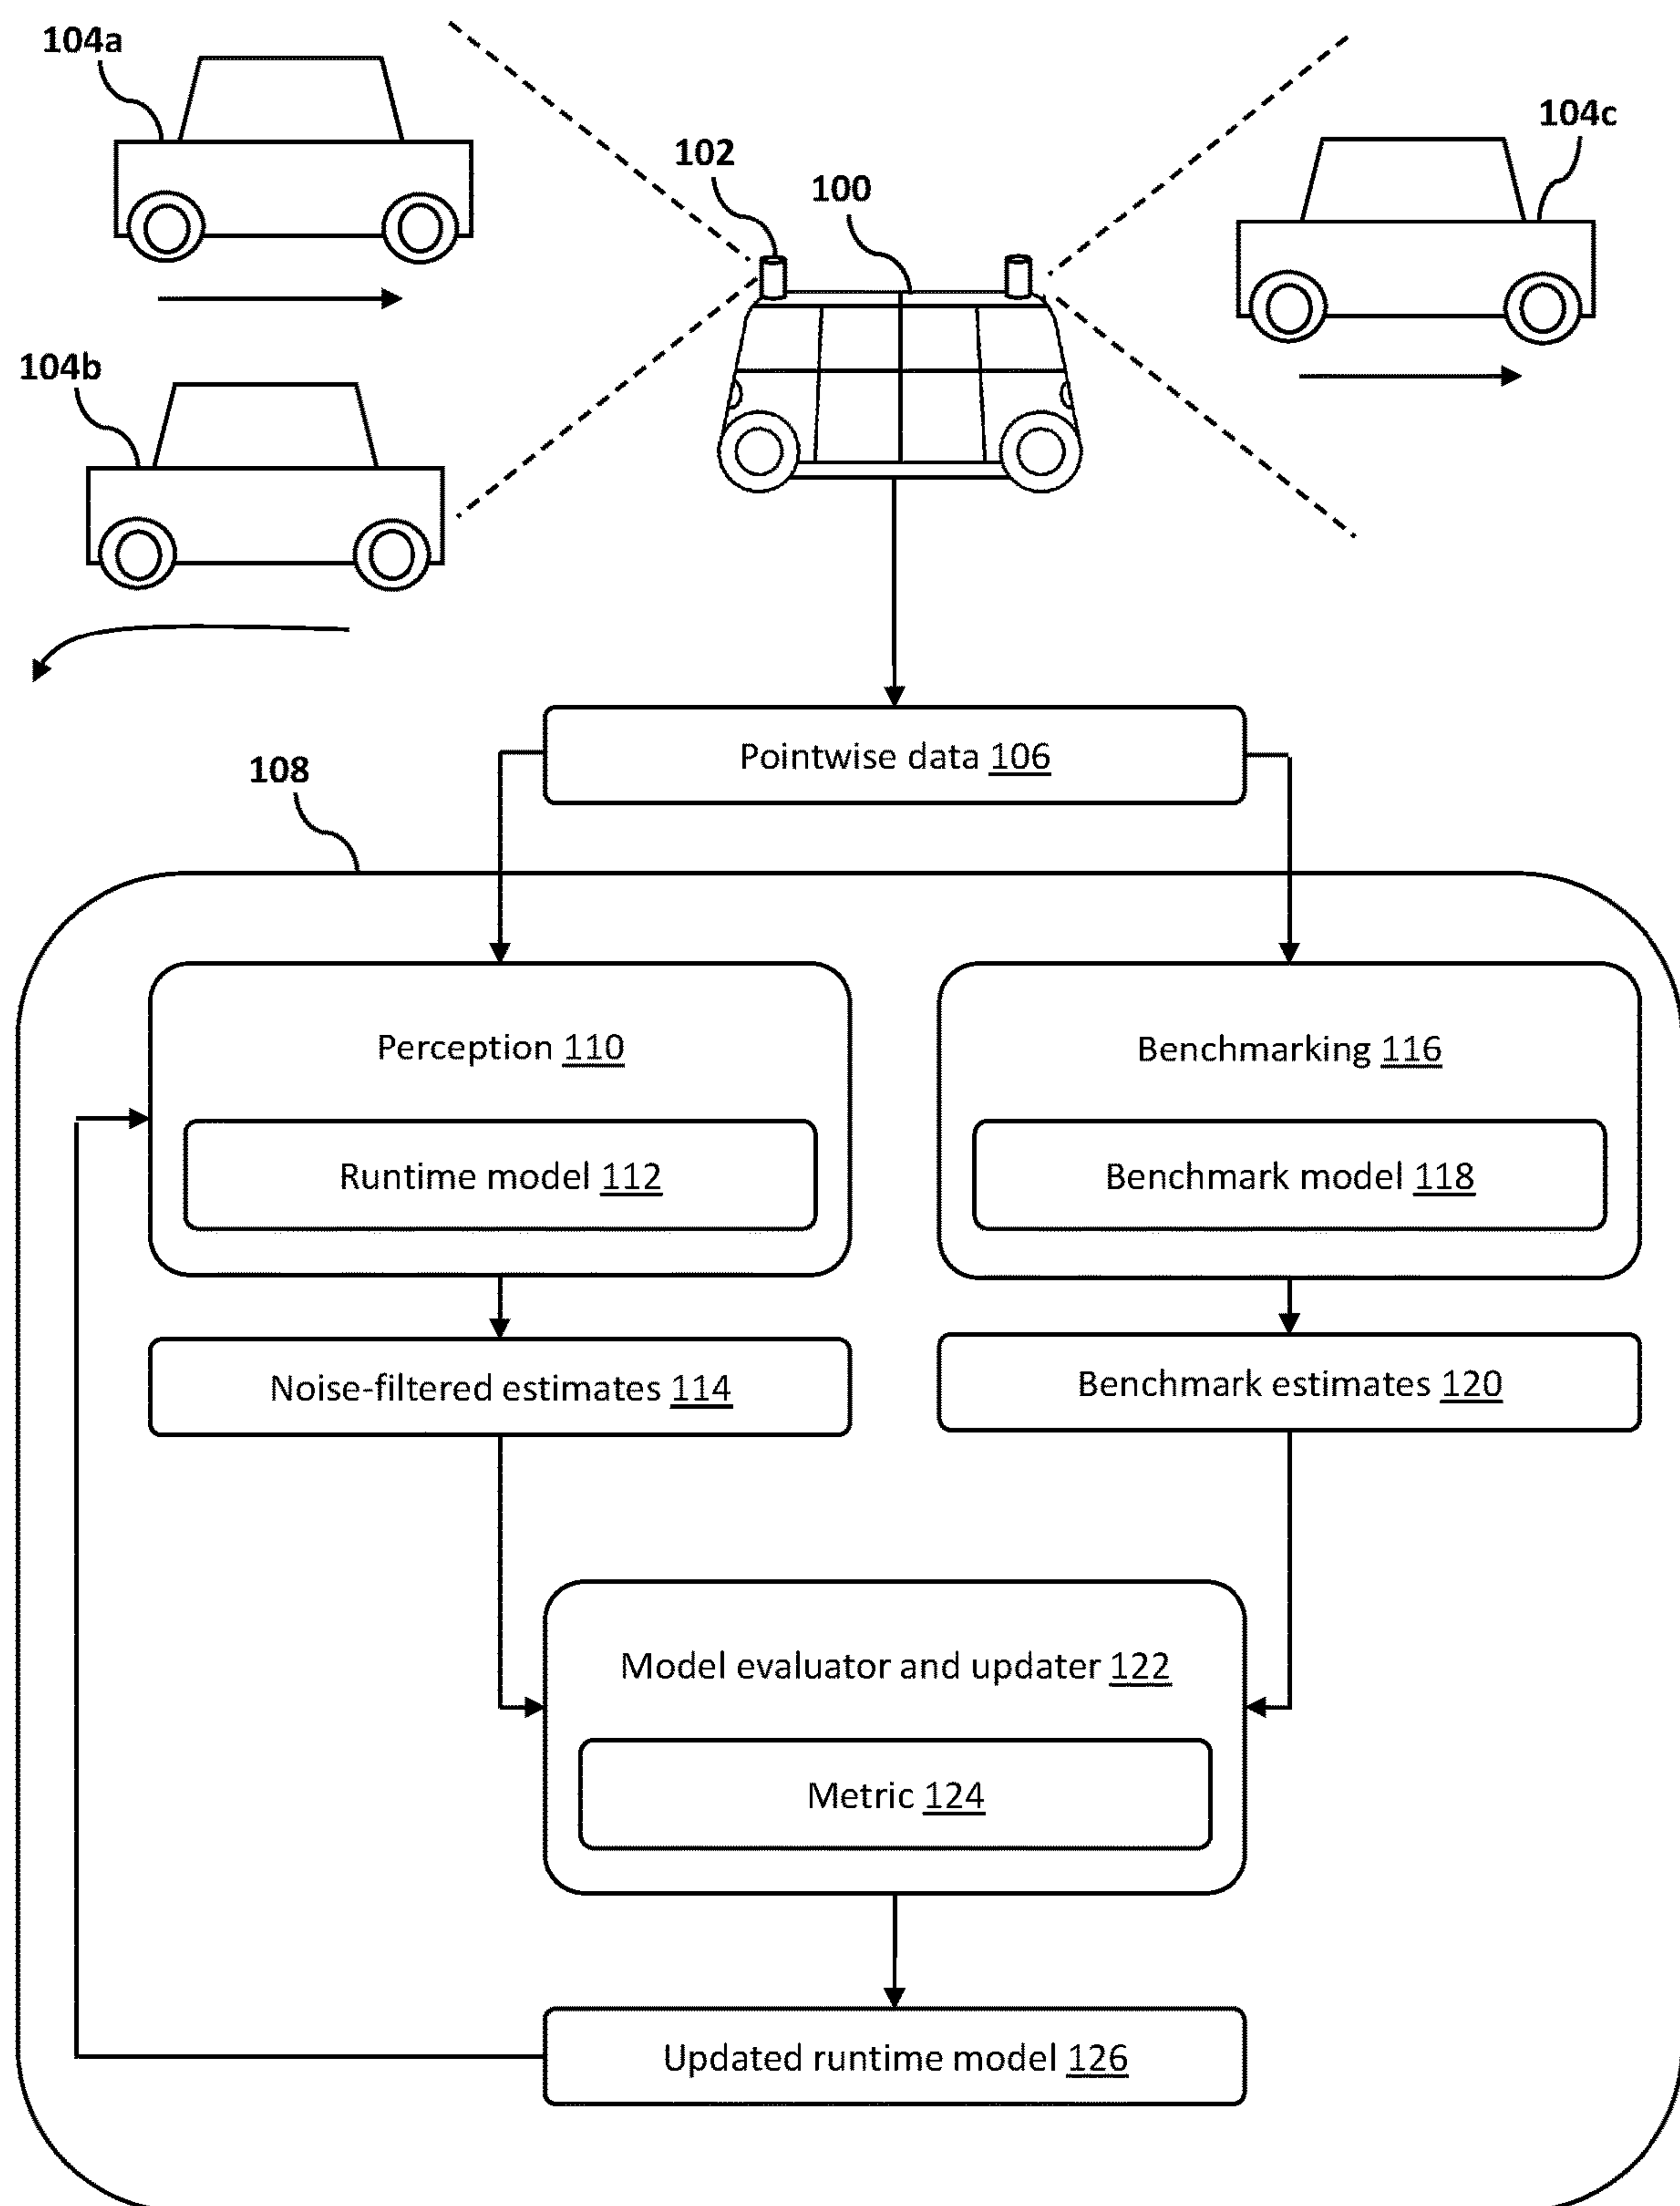 104a
104c
102
100
104b
Pointwise data 106
108
Perception 110
Benchmarking 116
Runtime model 112
Benchmark model 118
Noise-filtered estimates 114
Benchmark estimates 120
Model evaluator and updater 122
Metric 124
Updated runtime model 126